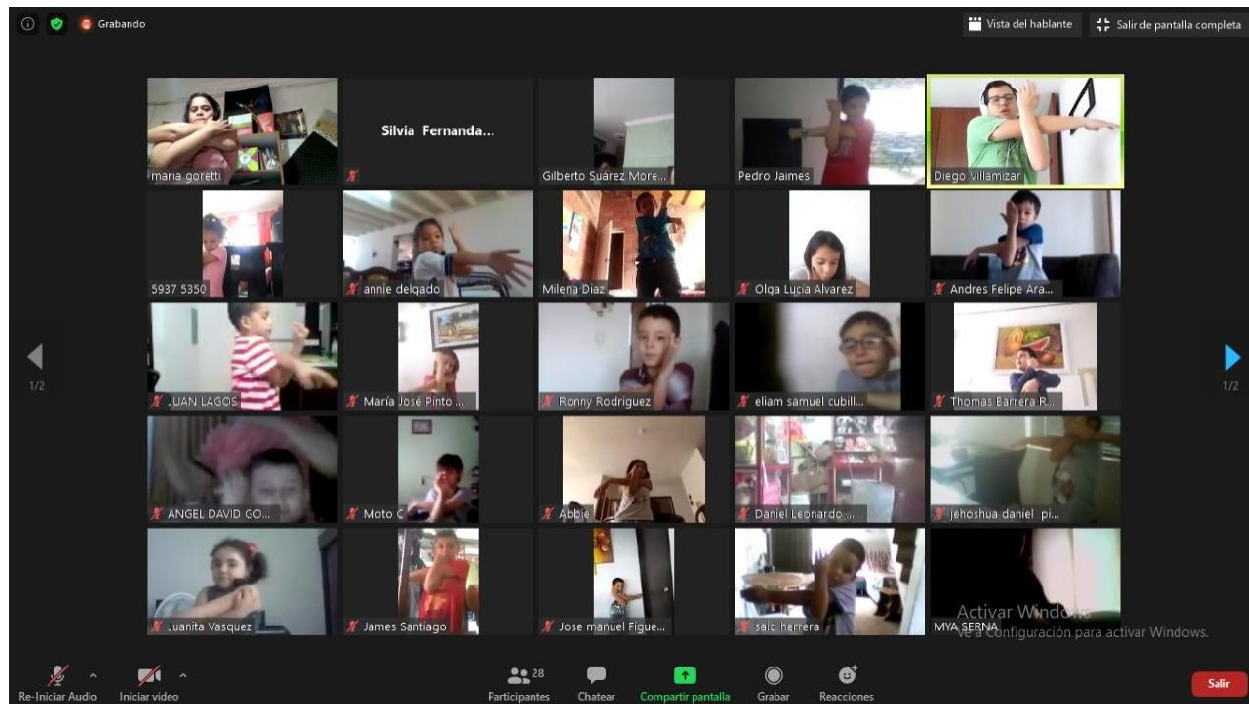 Grabando
Vista del hablante
Salir de pantalla completa
maria goretti
Silvia Fernanda...
Gilberto Suárez More...
Pedro Jaimes
Diego Villamizar
5937 5350
annie delgado
Milena Diaz
Olga Lucía Alvarez
Andres Felipe Ara...
JUAN LAGOS
María José Pinto ...
Ronny Rodriguez
eliam samuel cubill...
Thomas Barrera R...
1/2
1/2
ANGEL DAVID GO...
Moto C
Abbie
Daniel Leonardo ...
jehoshua daniel pi...
Juanita Vasquez
James Santiago
Jose manuel Figue...
said herrera
MYA SERNA
Activar Windows
Ve a Configuración para activar Windows.
Re-Iniciar Audio
Iniciar video
28
Participantes
Chatear
Compartir pantalla
Grabar
Reacciones
Salir